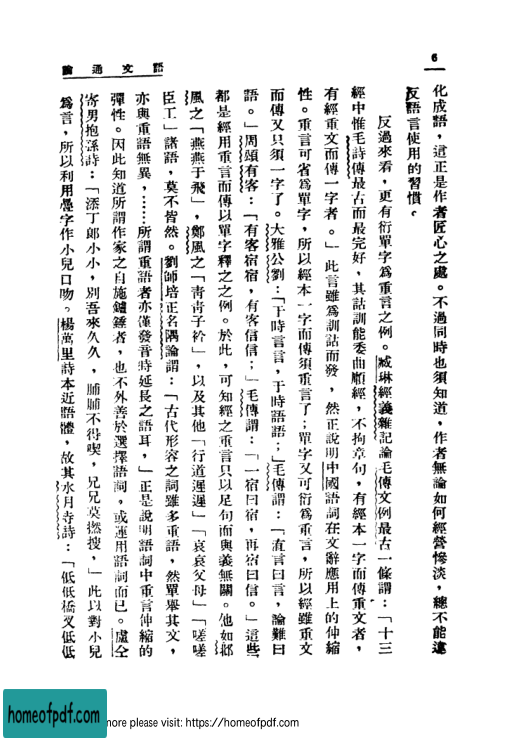 語文通論
6
化成語，這正是作者匠心之處。不過同時也須知道，作者無論如何經營慘淡，總不能違
反語言使用的習慣。
反過來看，更有衍單字爲重言之例。臧琳經義雜記論毛傳文例最古一條謂：「十三
經中惟毛詩傳最古而最完好，其詁訓能委曲順經，不拘章句，有經本一字而傳重文者，
有經重文而傳一字者。」此言雖爲訓詁而發，然正說明中國語詞在文辭應用上的伸縮
性。重言可省爲單字，所以經本一字而傳須重言了；單字又可衍爲重言，所以經雖重文
而傳又只須一字了。大雅公劉：「于時言言，于時語語；」毛傳謂：「直言曰言，論難曰
語。」周頌有客：「有客宿宿，有客信信；」毛傳謂：「一宿曰宿，再宿曰信。」這些
都是經用重言而傳以單字釋之之例。於此，可知經之重言只以足句而與義無關。他如邶
風之「燕燕于飛」，鄭風之「靑靑子衿」，以及其他「行道遲遲」「哀哀父母」「嗟嗟
臣工」諸語，莫不皆然。劉師培正名隅論謂：「古代形容之詞雖多重語，然單舉其文，
亦與重語無異，……所謂重語者亦僅發音時延長之語耳，」正是說明語詞中重言伸縮的
彈性。因此知道所謂作家之自施鑪錘者，也不外善於選擇語詞，或運用語詞而已。盧仝
寄男抱孫詩：「添丁郎小小，別吾來久久，脯脯不得喫，兄兄莫撚搜，」此以對小兒
爲言，所以利用疊字作小兒口吻。楊萬里詩本近語體，故其水月寺詩：「低低橋叉低低
homeofpdf.com
more please visit: https://homeofpdf.com